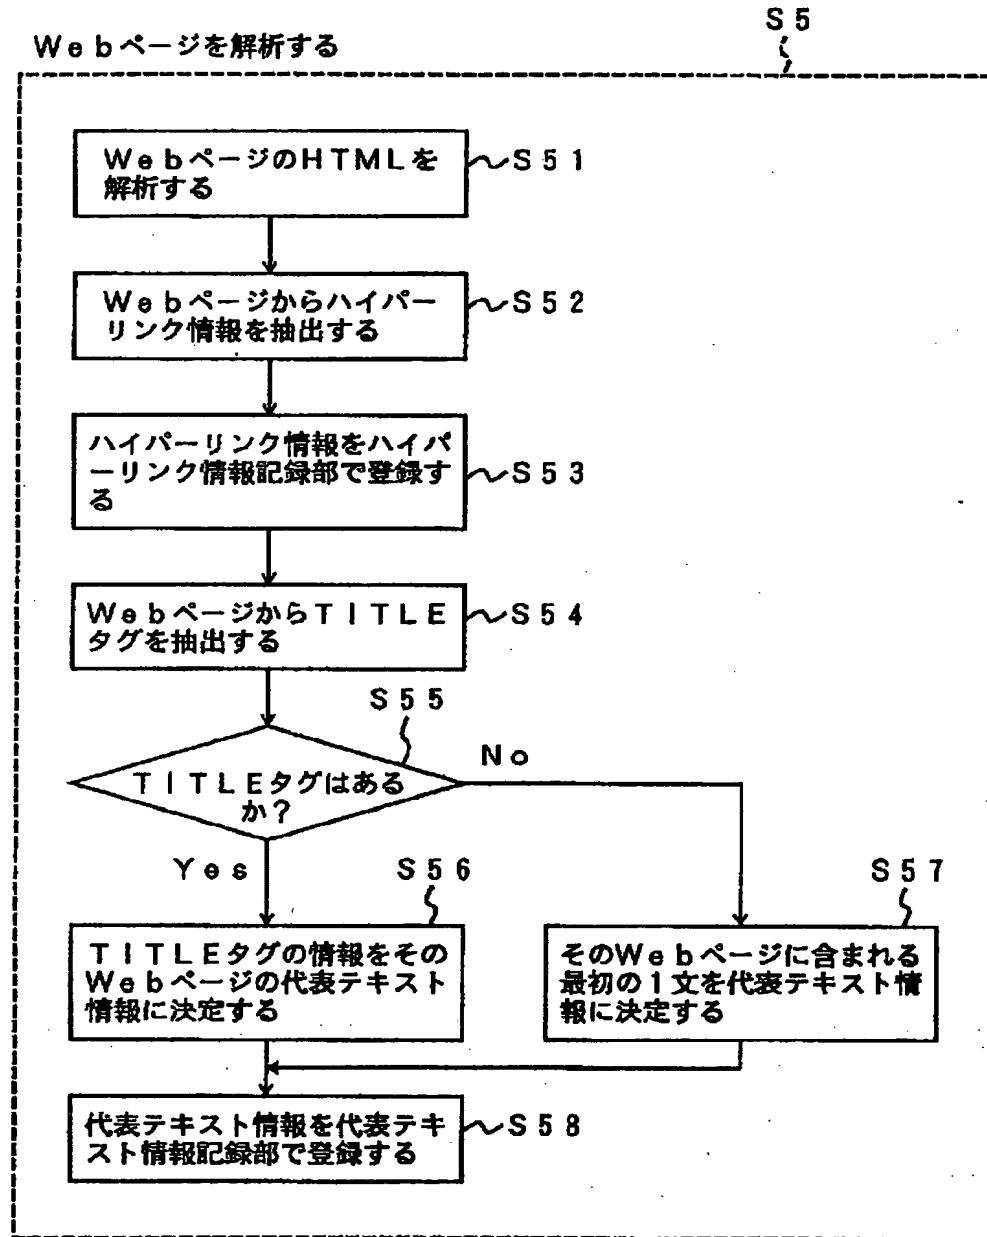 S5
Webページを解析する
WebページのHTMLを
解析する
S51
Webページからハイパー
リンク情報を抽出する
S52
ハイパーリンク情報をハイパ
ーリンク情報記録部で登録す
る
S53
WebページからTITLE
タグを抽出する
S54
S55
TITLEタグはある
か?
No
Yes
S56
S57
TITLEタグの情報をその
Webページの代表テキスト
情報に決定する
そのWebページに含まれる
最初の1文を代表テキスト情
報に決定する
代表テキスト情報を代表テキ
スト情報記録部で登録する
S58